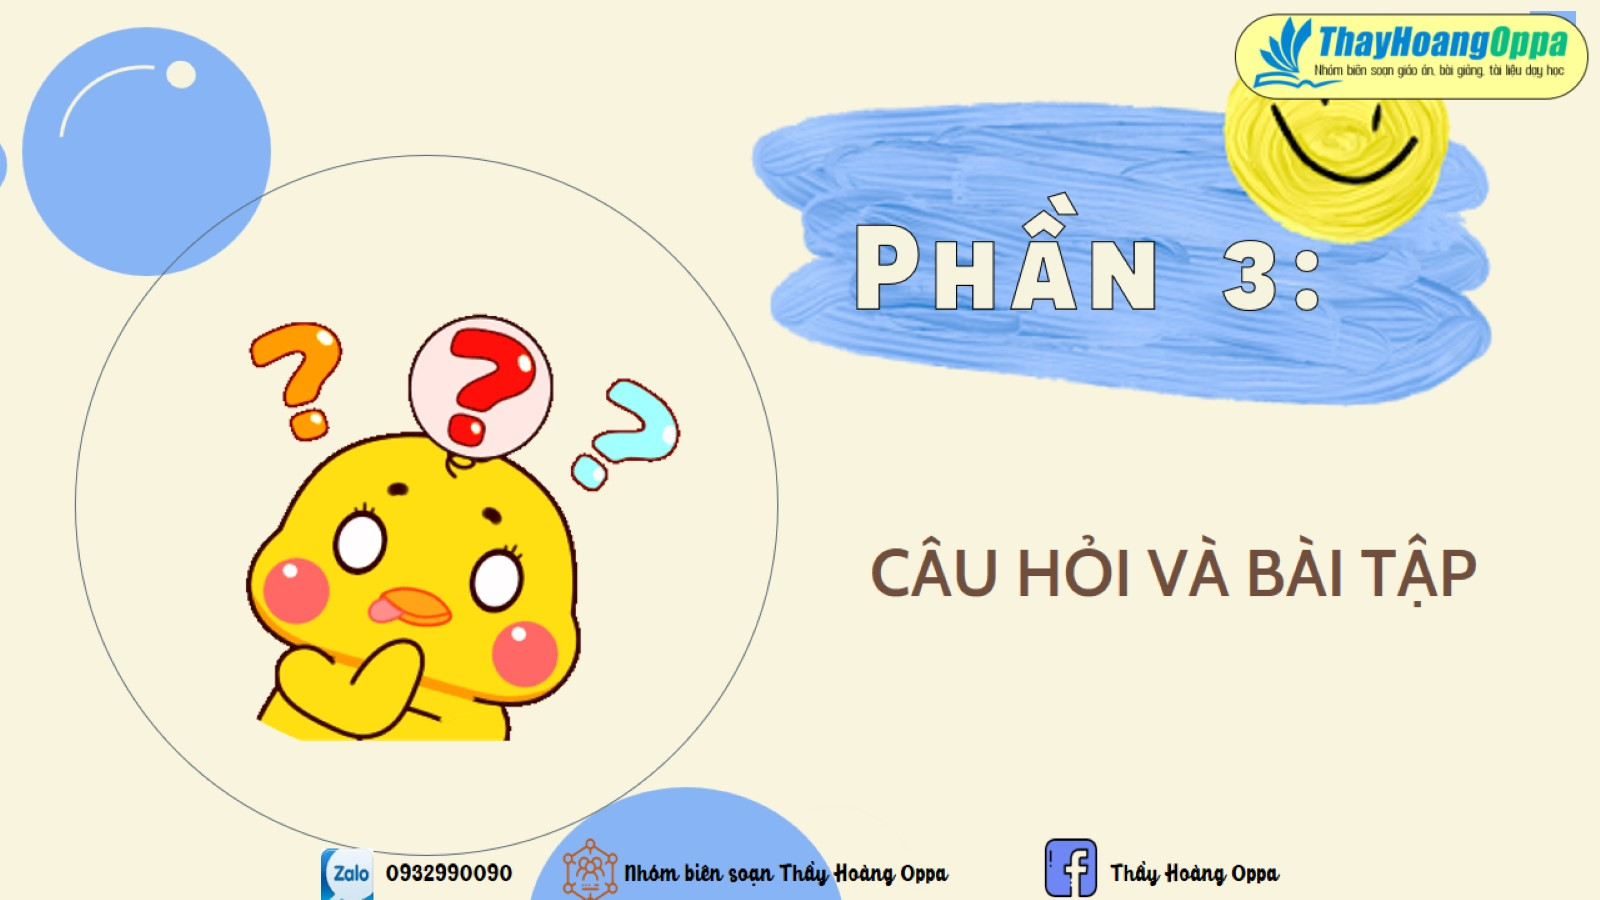 ThayHoangOppa
Nhóm biên soạn giáo án, bài giảng, tài liệu dạy học
PHẦN 3:
CÂU HỎI VÀ BÀI TẬP
Zalo 0932990090 Nhóm biên soạn Thầy Hoàng Oppa Thầy Hoàng Oppa